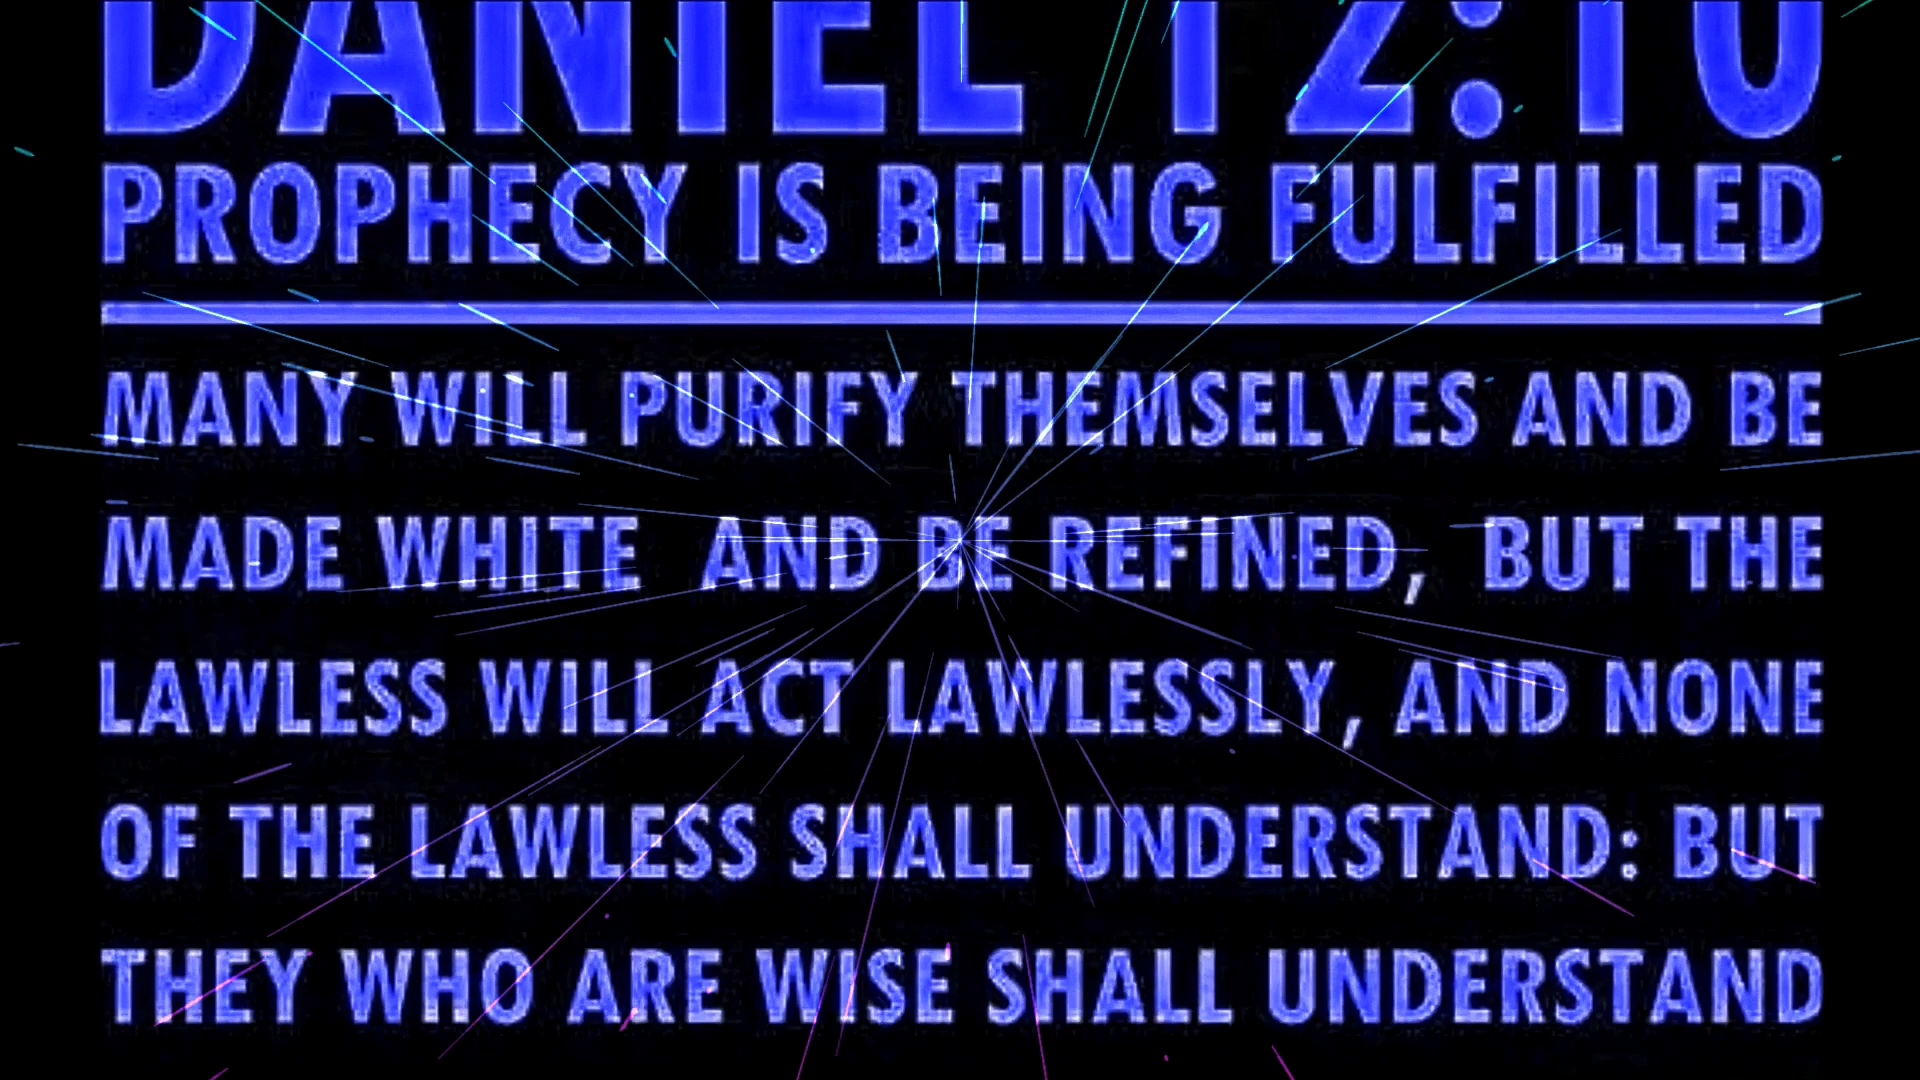 DANIEL 12:10
PROPHECY IS BEING FULFILLED
MANY WILL PURIFY THEMSELVES AND BE
MADE WHITE AND BE REFINED, BUT THE
LAWLESS WILL ACT LAWLESSLY, AND NONE
OF THE LAWLESS SHALL UNDERSTAND: BUT
THEY WHO ARE WISE SHALL UNDERSTAND